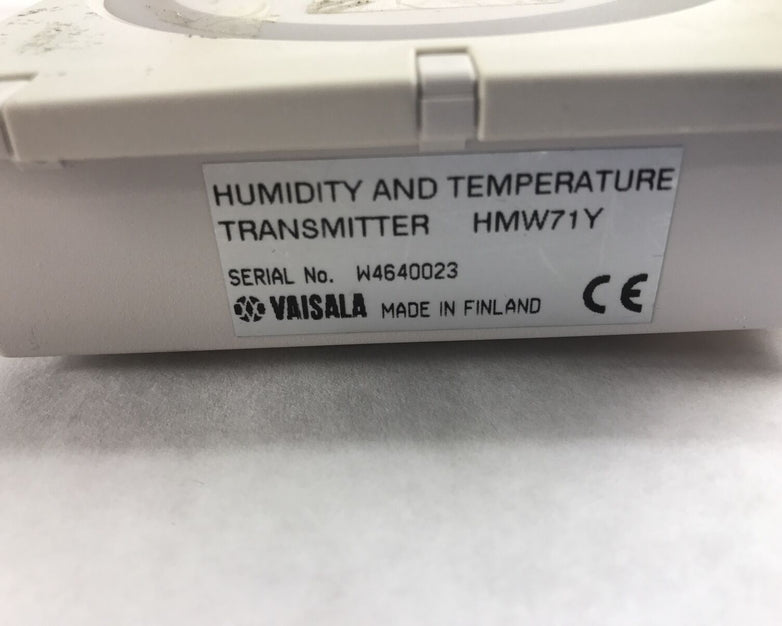 HUMIDITY AND TEMPERATURE
TRANSMITTER HMW71Y
SERIAL No. W4640023
VAISALA MADE IN FINLAND CE